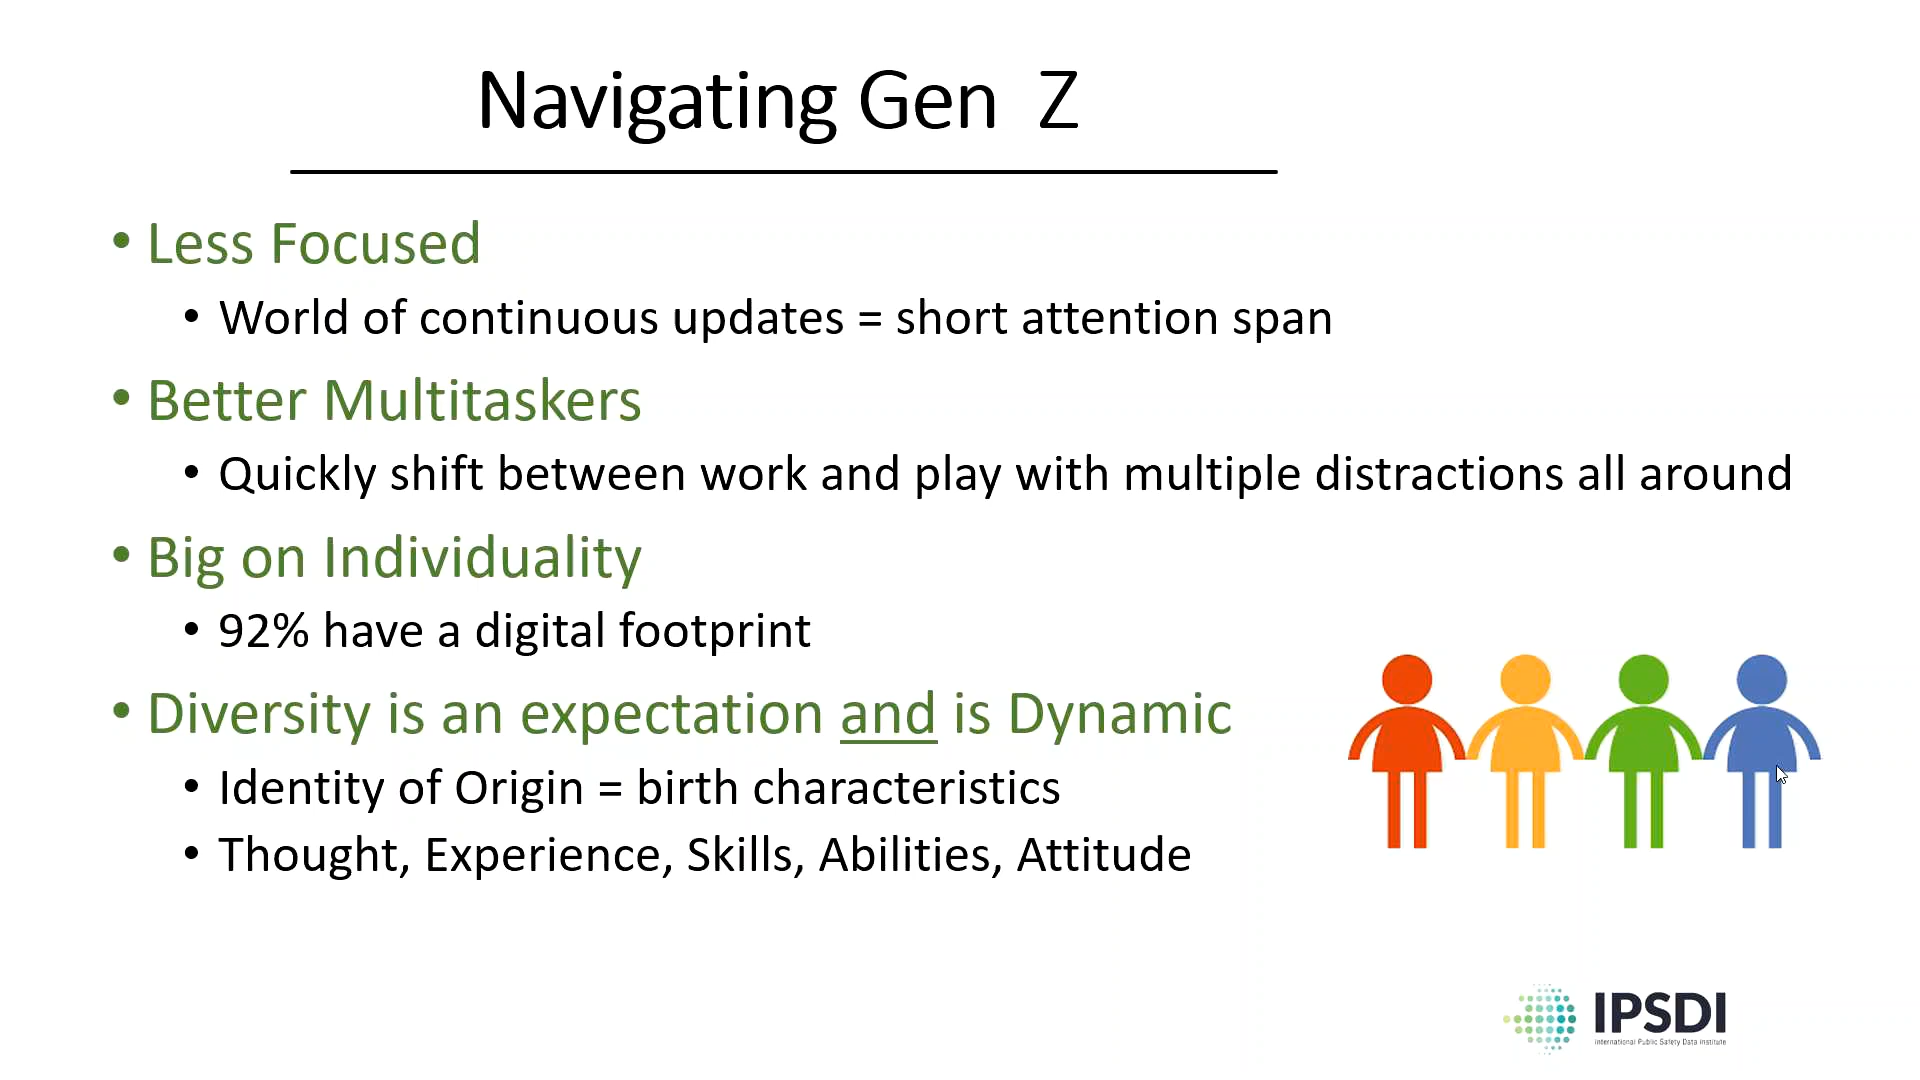 Navigating Gen Z
• Less Focused
• World of continuous updates = short attention span
• Better Multitaskers
• Quickly shift between work and play with multiple distractions all around
• Big on Individuality
• 92% have a digital footprint
• Diversity is an expectation and is Dynamic
• Identity of Origin = birth characteristics
• Thought, Experience, Skills, Abilities, Attitude
IPSDI
International Public Safety Data Institute